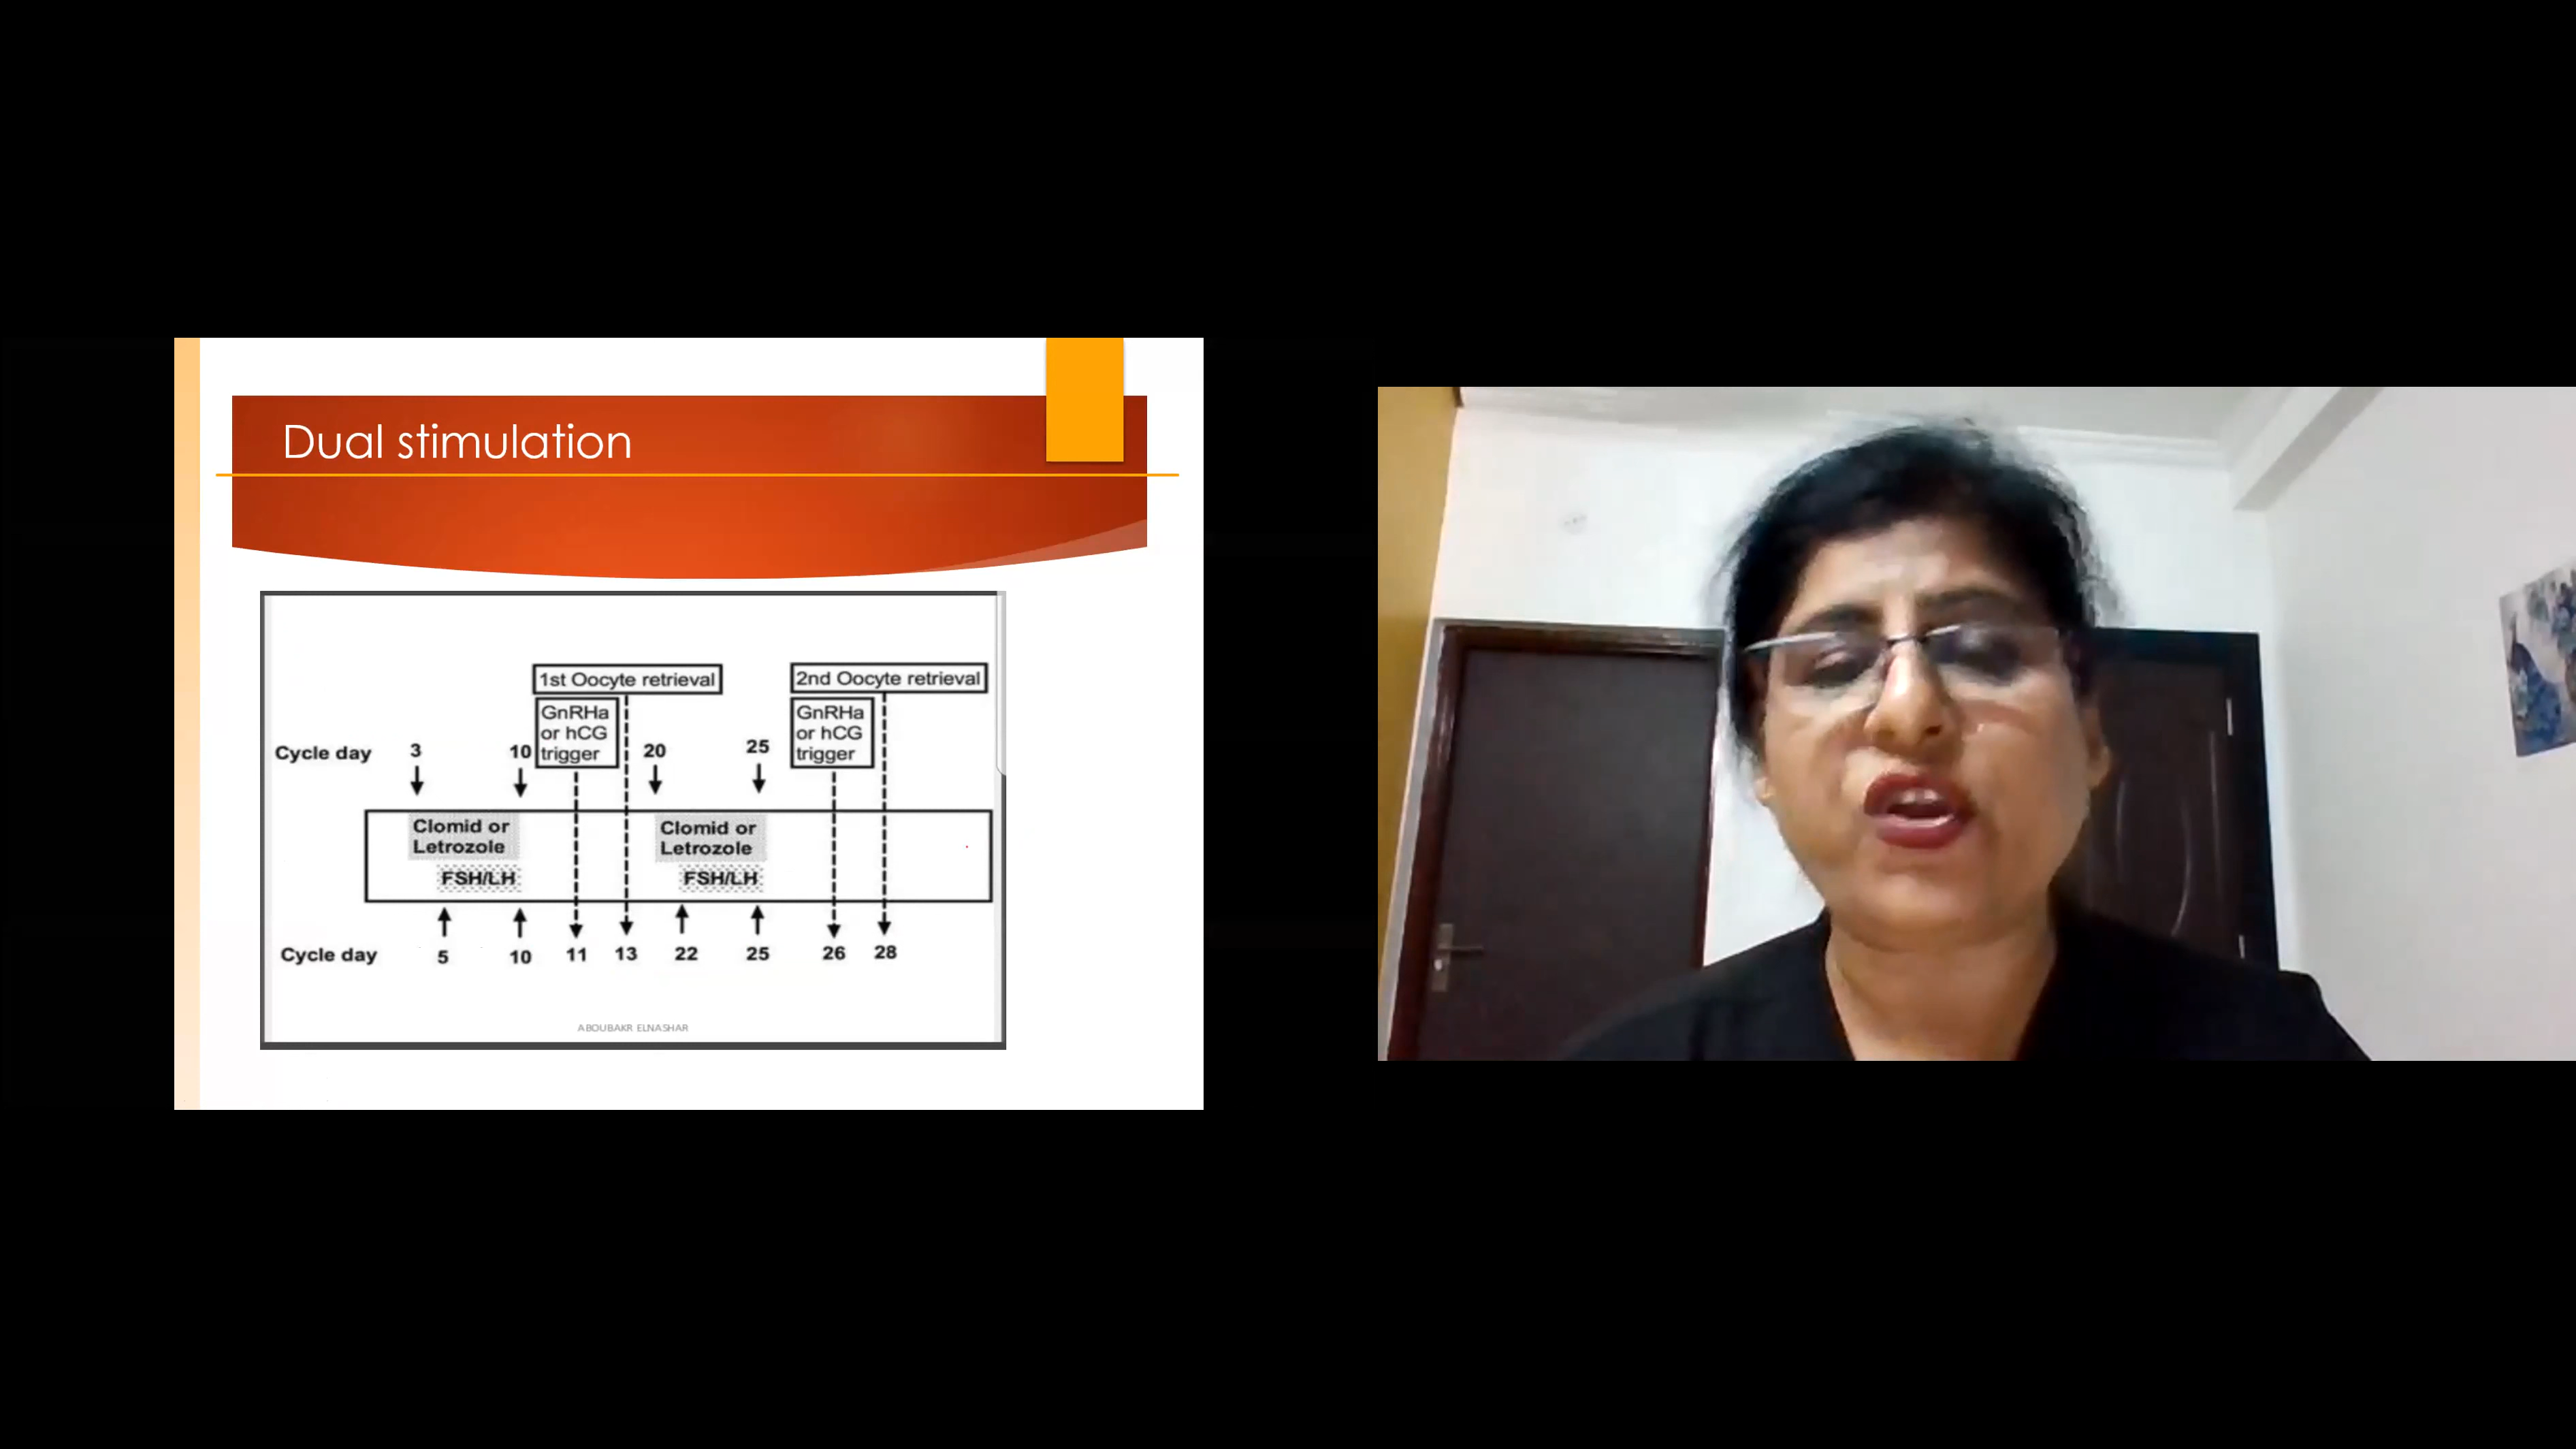 Dual stimulation
1st Oocyte retrieval
2nd Oocyte retrieval
GnRHa
or hCG
trigger
GnRHa
or hCG
trigger
Cycle day 3 10 20 25
Clomid or
Letrozole
FSH/LH
Clomid or
Letrozole
FSH/LH
Cycle day 5 10 11 13 22 25 26 28
ABOUBAKR ELNASHAR